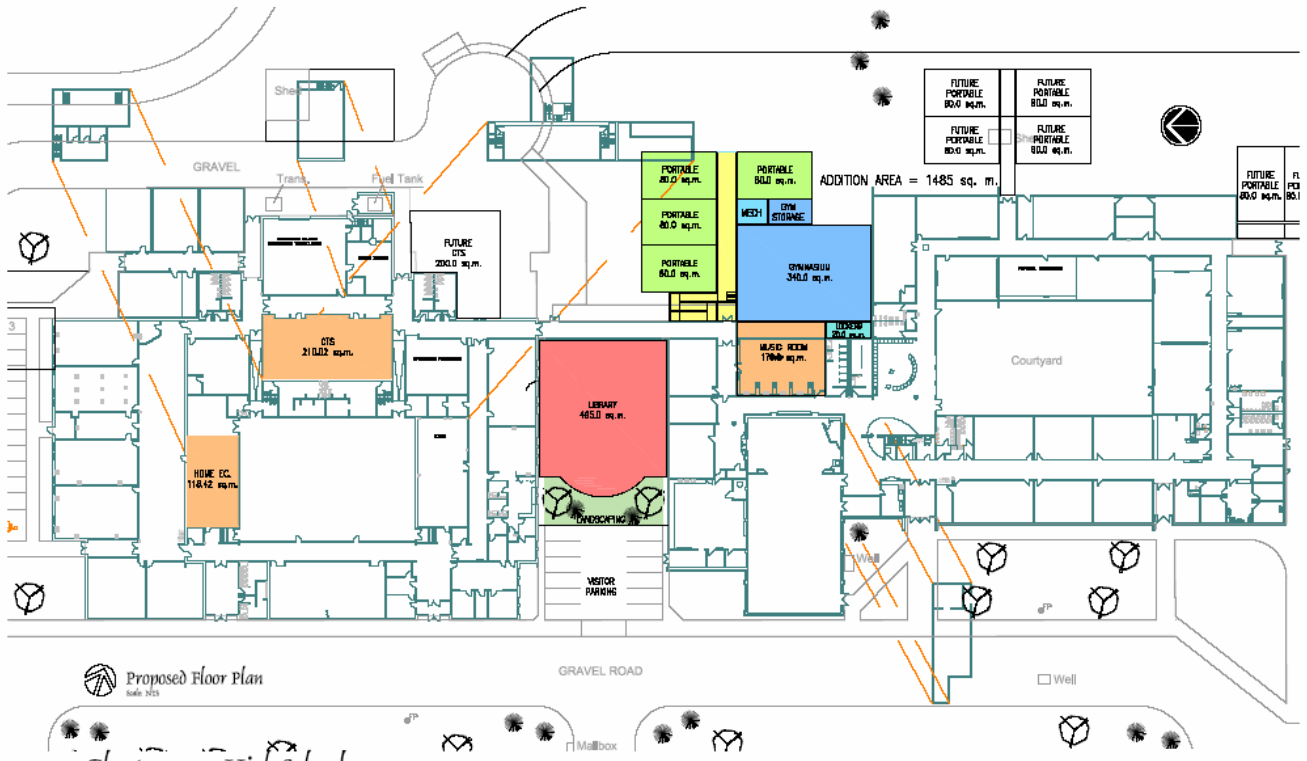 FUTURE
PORTABLE
80.0 sq.m.
FUTURE
PORTABLE
80.0 sq.m.
Shed
FUTURE
PORTABLE
80.0 sq.m.
FUTURE
PORTABLE
80.0 sq.m.
She
GRAVEL
Trans.
Fuel Tank
PORTABLE
80.0 sq.m.
PORTABLE
80.0 sq.m.
ADDITION AREA = 1485 sq. m.
FUTURE
PORTABLE
80.0 sq.m.
MECH
GYM
STORAGE
PORTABLE
80.0 sq.m.
FUTURE
CTS
200.0 sq.m.
PORTABLE
80.0 sq.m.
GYMNASIUM
340.0 sq.m.
3
LOCKERS
20.0 sq.m.
CTS
210.02 sq.m.
MUSIC ROOM
Courtyard
LIBRARY
465.0 sq.m.
HOME EC.
118.42 sq.m.
LANDSCAPING
Well
VISITOR
PARKING
GRAVEL ROAD
Well
Proposed Floor Plan
Mailbox